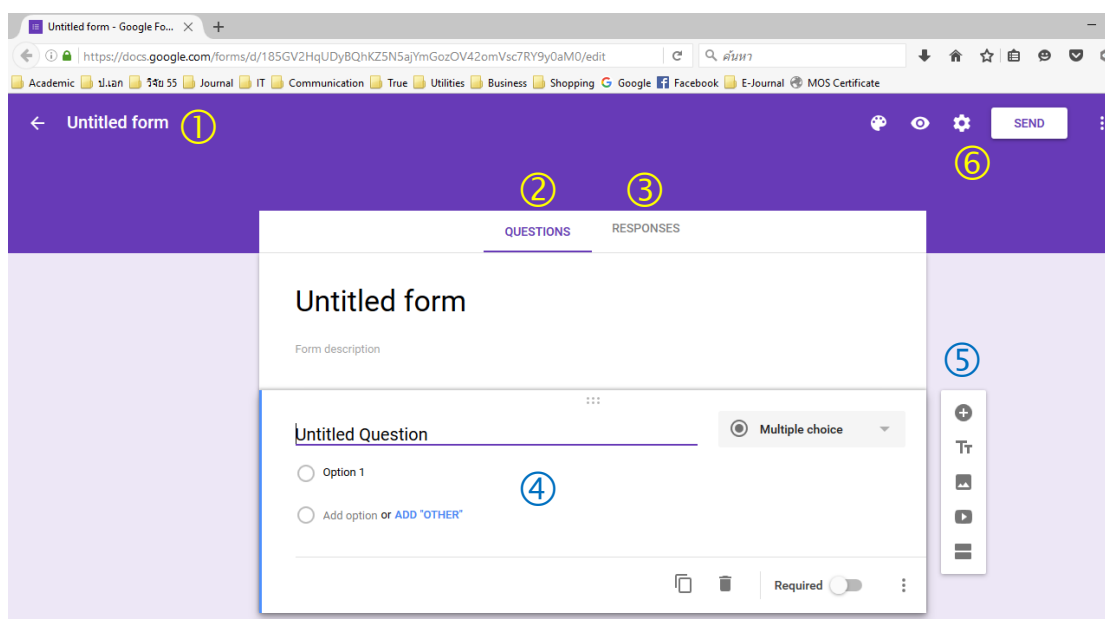 Untitled form - Google Fo...
https://docs.google.com/forms/d/185GV2HqUDyBQhKZ5N5ajYmGozOV42omVsc7RY9y0aM0/edit
ค้นหา
Academic ป.เอก วิจัย 55 Journal IT Communication True Utilities Business Shopping Google Facebook E-Journal MOS Certificate
Untitled form ① SEND
⑥
② ③
QUESTIONS RESPONSES
Untitled form
Form description
⑤
Untitled Question Multiple choice
Option 1
④
Add option or ADD "OTHER"
Required